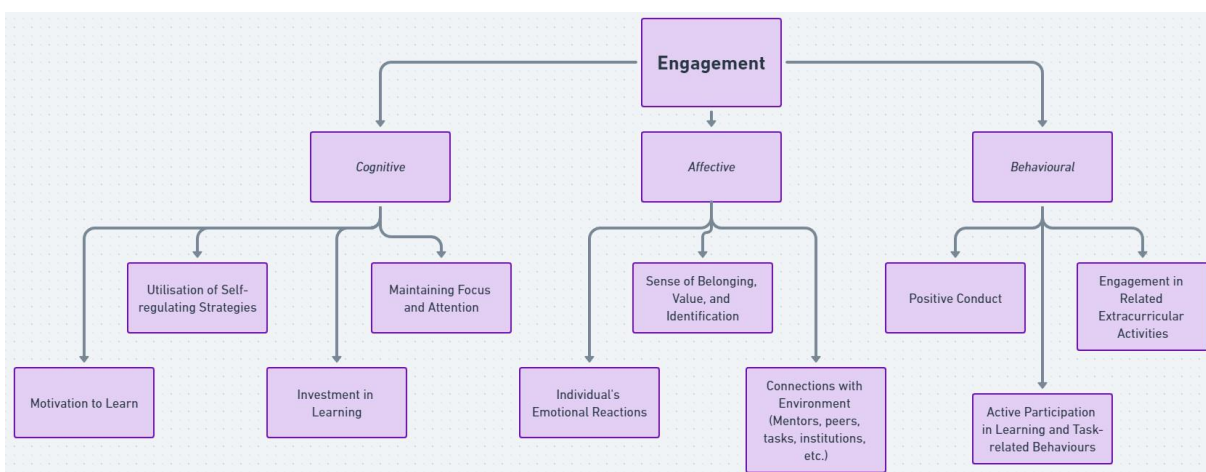 Engagement
Cognitive
Affective
Behavioural
Utilisation of Self-
regulating Strategies
Maintaining Focus
and Attention
Sense of Belonging,
Value, and
Identification
Positive Conduct
Engagement in
Related
Extracurricular
Activities
Motivation to Learn
Investment in
Learning
Individual's
Emotional Reactions
Connections with
Environment
(Mentors, peers,
tasks, institutions,
etc.)
Active Participation
in Learning and Task-
related Behaviours